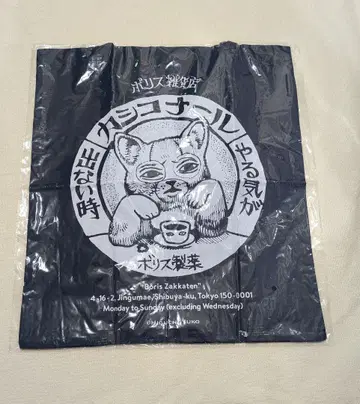 ボリス雑貨店
カシコナール
やる気が
出ない時
ボリス製薬
"Boris Zakkaten"
4-16-2, Jingumae/Shibuya-ku, Tokyo 150-0001
Monday to Sunday (excluding Wednesday)
©HIGUCHI YUKO